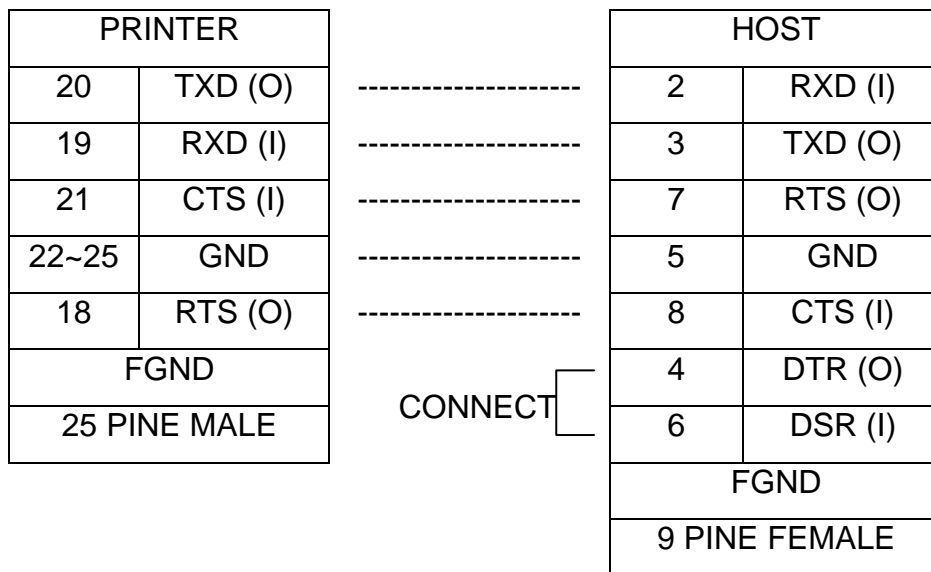 PRINTER HOST
20 TXD (O) --------------------- 2 RXD (I)
19 RXD (I) --------------------- 3 TXD (O)
21 CTS (I) --------------------- 7 RTS (O)
22~25 GND --------------------- 5 GND
18 RTS (O) --------------------- 8 CTS (I)
FGND 4 DTR (O)
CONNECT
25 PINE MALE 6 DSR (I)
FGND
9 PINE FEMALE